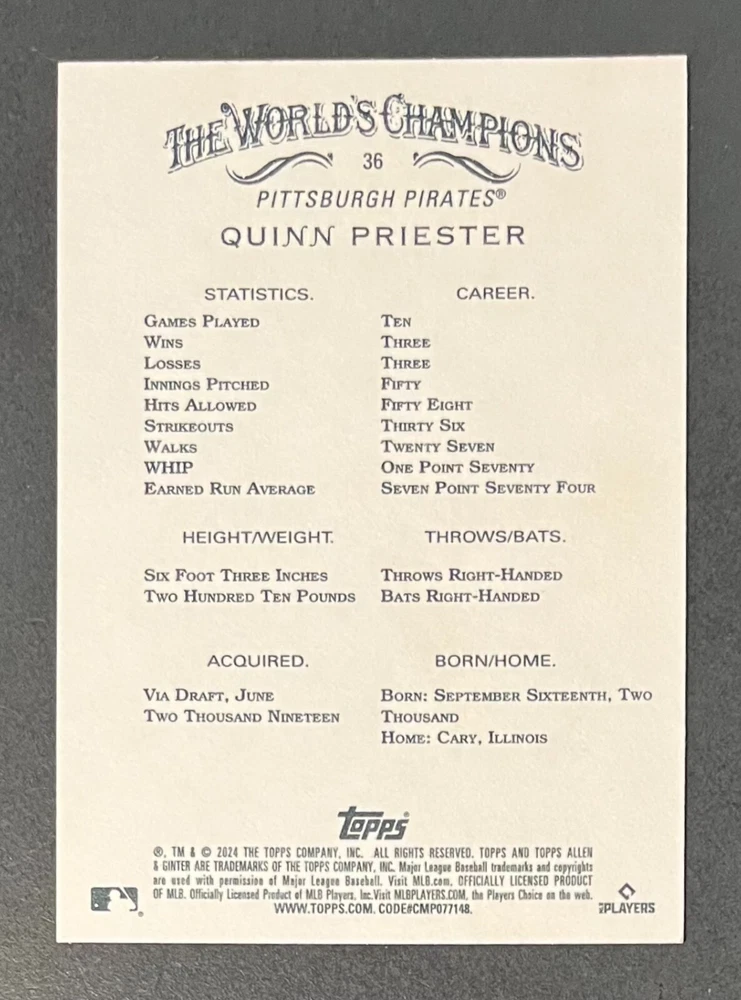 THE WORLD'S CHAMPIONS
36
PITTSBURGH PIRATES®
QUINN PRIESTER
STATISTICS. CAREER.
GAMES PLAYED TEN
WINS THREE
LOSSES THREE
INNINGS PITCHED FIFTY
HITS ALLOWED FIFTY EIGHT
STRIKEOUTS THIRTY SIX
WALKS TWENTY SEVEN
WHIP ONE POINT SEVENTY
EARNED RUN AVERAGE SEVEN POINT SEVENTY FOUR
HEIGHT/WEIGHT. THROWS/BATS.
SIX FOOT THREE INCHES THROWS RIGHT-HANDED
TWO HUNDRED TEN POUNDS BATS RIGHT-HANDED
ACQUIRED. BORN/HOME.
VIA DRAFT, JUNE BORN: SEPTEMBER SIXTEENTH, TWO
TWO THOUSAND NINETEEN THOUSAND
HOME: CARY, ILLINOIS
topps®
®, TM & © 2024 THE TOPPS COMPANY, INC. ALL RIGHTS RESERVED. TOPPS AND TOPPS ALLEN
& GINTER ARE TRADEMARKS OF THE TOPPS COMPANY, INC. Major League Baseball trademarks and copyrights
are used with permission of Major League Baseball. Visit MLB.com. OFFICIALLY LICENSED PRODUCT
OF MLB. Officially Licensed Product of MLB Players, Inc. Visit MLBPLAYERS.COM, the Players Choice on the web.
WWW.TOPPS.COM. CODE#CMP077148.
PLAYERS